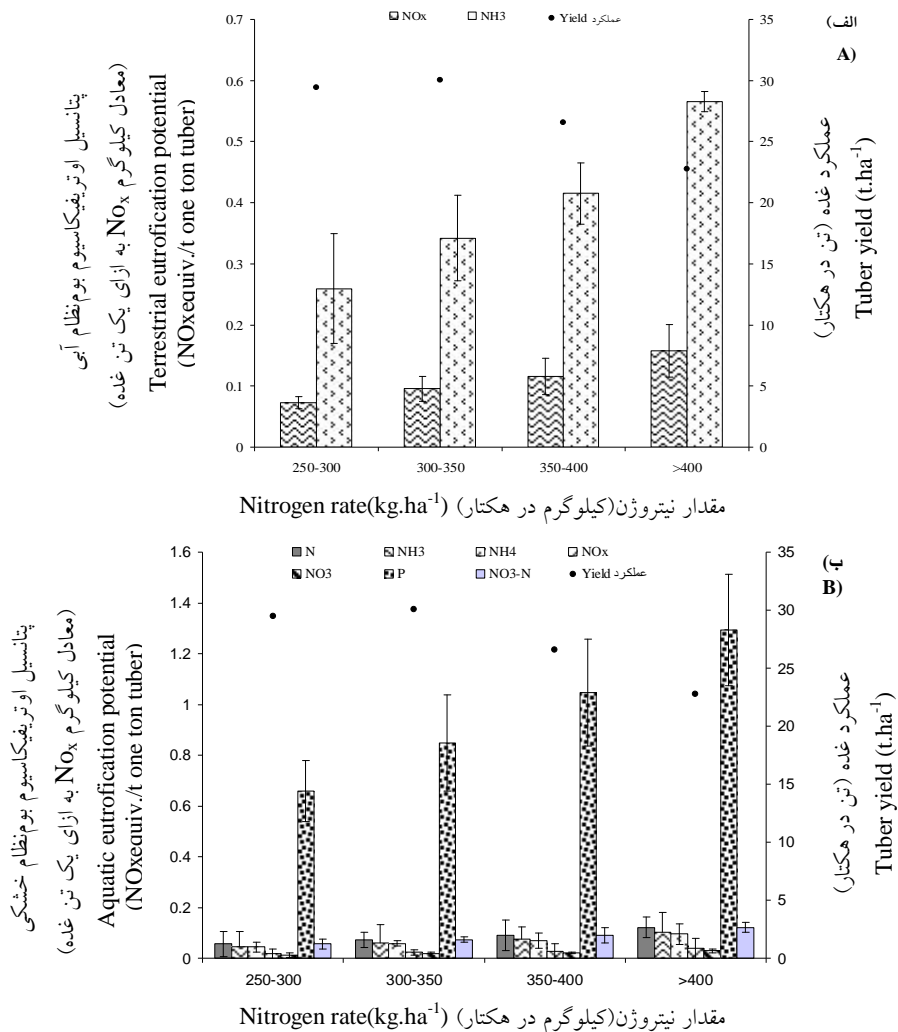 الف)
A)
NOx
NH3
Yield عملکرد
0.7
0.6
0.5
0.4
0.3
0.2
0.1
0
35
30
25
20
15
10
5
0
پتانسیل اوتریفیکاسیوم بوم‌نظام آبی
(معادل کیلوگرم NOx به ازای یک تن غده)
Terrestrial eutrofication potential
(NOxequiv./t one ton tuber)
عملکرد غده (تن در هکتار)
Tuber yield (t.ha-1)
250-300
300-350
350-400
>400
Nitrogen rate(kg.ha-1) مقدار نیتروژن(کیلوگرم در هکتار)
ب)
B)
N
NH3
NH4
NOx
NO3
P
NO3-N
Yield عملکرد
1.6
1.4
1.2
1
0.8
0.6
0.4
0.2
0
35
30
25
20
15
10
5
0
پتانسیل اوتریفیکاسیوم بوم‌نظام خشکی
(معادل کیلوگرم NOx به ازای یک تن غده)
Aquatic eutrofication potential
(NOxequiv./t one ton tuber)
عملکرد غده (تن در هکتار)
Tuber yield (t.ha-1)
250-300
300-350
350-400
>400
Nitrogen rate(kg.ha-1) مقدار نیتروژن(کیلوگرم در هکتار)